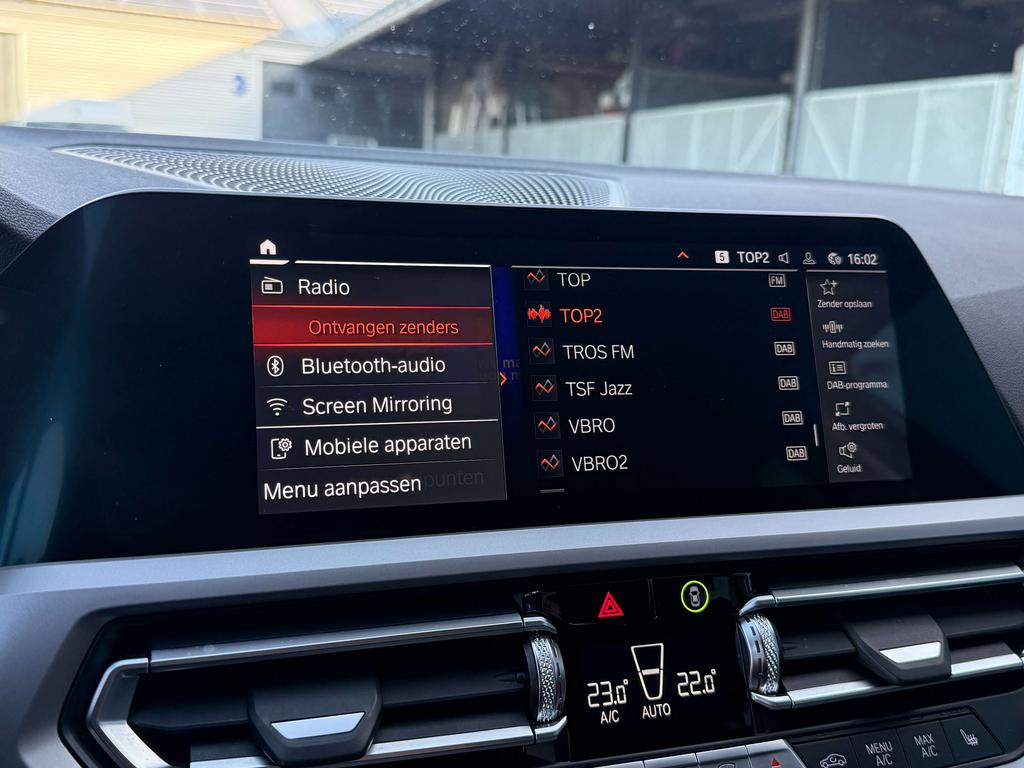 5 TOP2 16:02
Radio
Ontvangen zenders
Bluetooth-audio
Screen Mirroring
Mobiele apparaten
Menu aanpassen
TOP FM
TOP2 DAB
TROS FM DAB
TSF Jazz DAB
VBRO DAB
VBRO2 DAB
Zender opslaan
Handmatig zoeken
DAB-programma
Afb. vergroten
Geluid
23.0° 22.0°
A/C AUTO
MENU
A/C
MAX
A/C